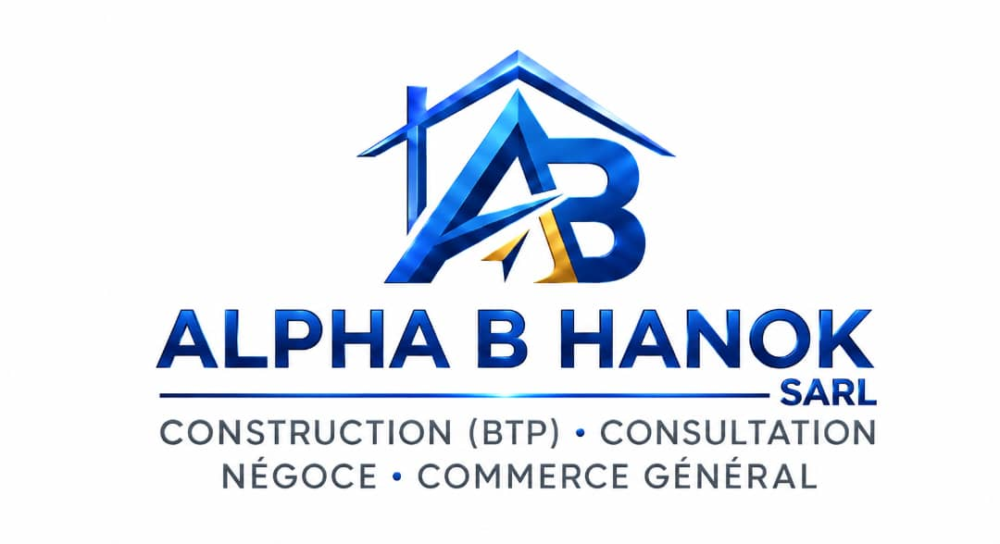 AB
ALPHA B HANOK
SARL
CONSTRUCTION (BTP) • CONSULTATION
NÉGOCE • COMMERCE GÉNÉRAL